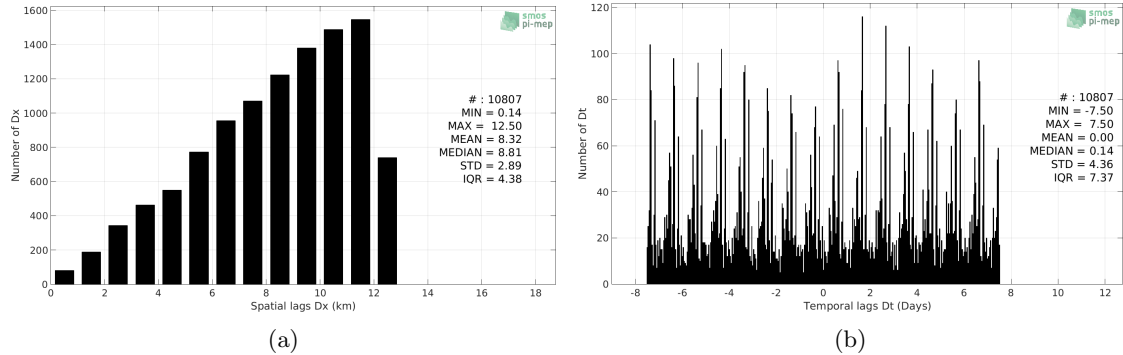 1600
1400
1200
1000
800
600
400
200
0
Number of Dx
0 2 4 6 8 10 12 14 16 18
Spatial lags Dx (km)
smos
pi-mep
# : 10807
MIN = 0.14
MAX = 12.50
MEAN = 8.32
MEDIAN = 8.81
STD = 2.89
IQR = 4.38
(a)
120
100
80
60
40
20
0
Number of Dt
-8 -6 -4 -2 0 2 4 6 8 10 12
Temporal lags Dt (Days)
smos
pi-mep
# : 10807
MIN = -7.50
MAX = 7.50
MEAN = 0.00
MEDIAN = 0.14
STD = 4.36
IQR = 7.37
(b)